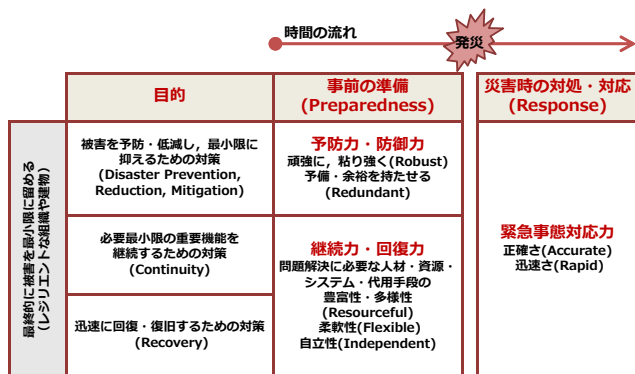 時間の流れ
発災
目的
事前の準備
(Preparedness)
災害時の対処・対応
(Response)
最終的に被害を最小限に留める
(レジリエントな組織や建物)
被害を予防・低減し，最小限に
抑えるための対策
(Disaster Prevention,
Reduction, Mitigation)
予防力・防御力
頑強に，粘り強く(Robust)
予備・余裕を持たせる
(Redundant)
必要最小限の重要機能を
継続するための対策
(Continuity)
迅速に回復・復旧するための対策
(Recovery)
継続力・回復力
問題解決に必要な人材・資源・
システム・代用手段の
豊富性・多様性
(Resourceful)
柔軟性(Flexible)
自立性(Independent)
緊急事態対応力
正確さ(Accurate)
迅速さ(Rapid)